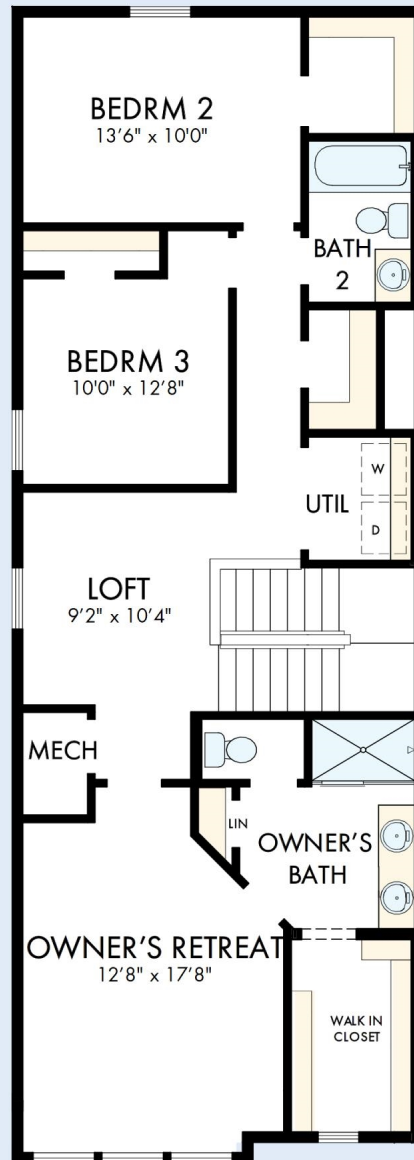 BEDRM 2
13'6" x 10'0"
BATH
2
BEDRM 3
10'0" x 12'8"
W
UTIL
D
LOFT
9'2" x 10'4"
MECH
LIN
OWNER'S
BATH
OWNER'S RETREAT
12'8" x 17'8"
WALK IN
CLOSET